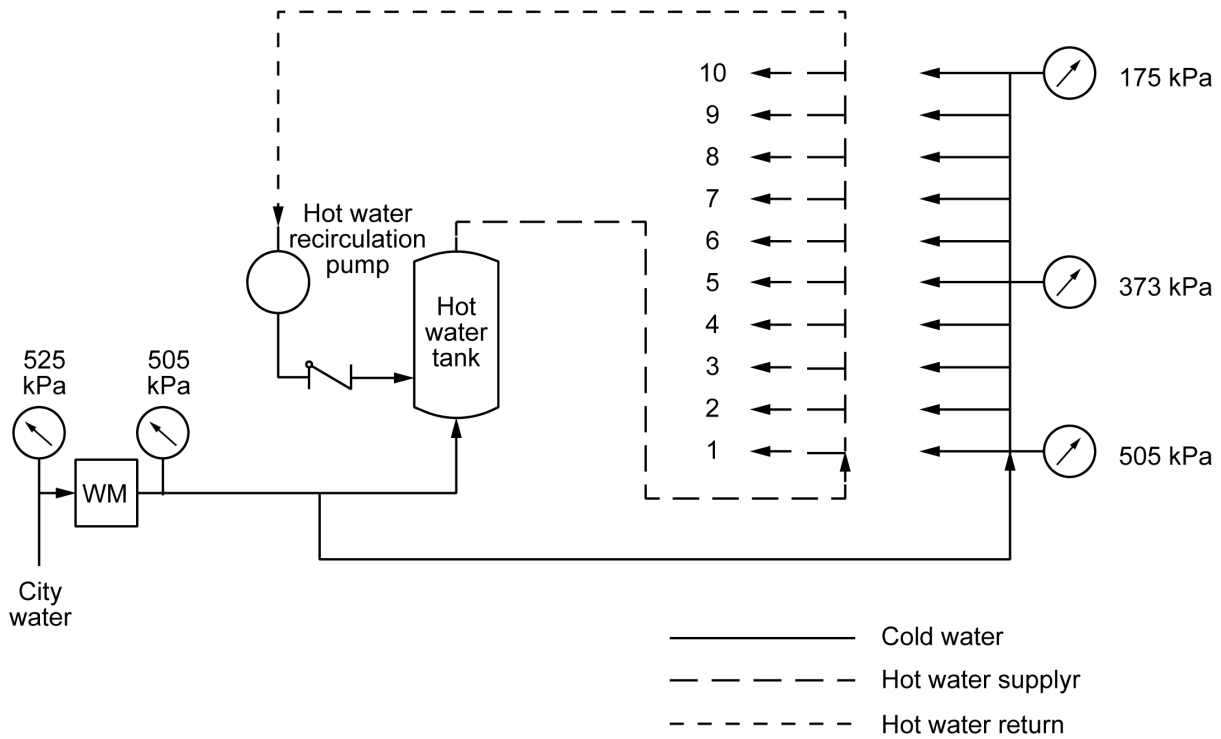 10
175 kPa
9
8
7
Hot water
recirculation
pump
6
5
373 kPa
Hot
water
tank
4
3
525
kPa
505
kPa
2
1
505 kPa
WM
City
water
Cold water
Hot water supplyr
Hot water return